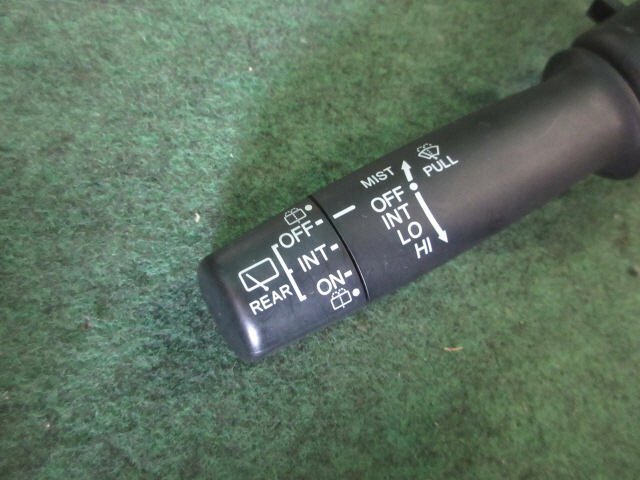 MIST
PULL
OFF
INT
LO
HI
REAR
OFF
INT
ON